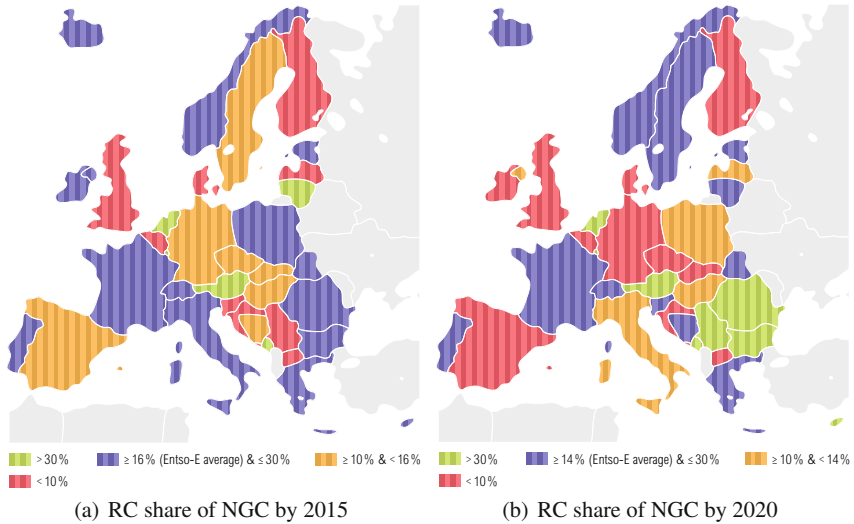 > 30 %
≥ 16 % (Entso-E average) & ≤ 30 %
≥ 10 % & < 16 %
< 10 %
(a) RC share of NGC by 2015
> 30 %
≥ 14 % (Entso-E average) & ≤ 30 %
≥ 10 % & < 14 %
< 10 %
(b) RC share of NGC by 2020